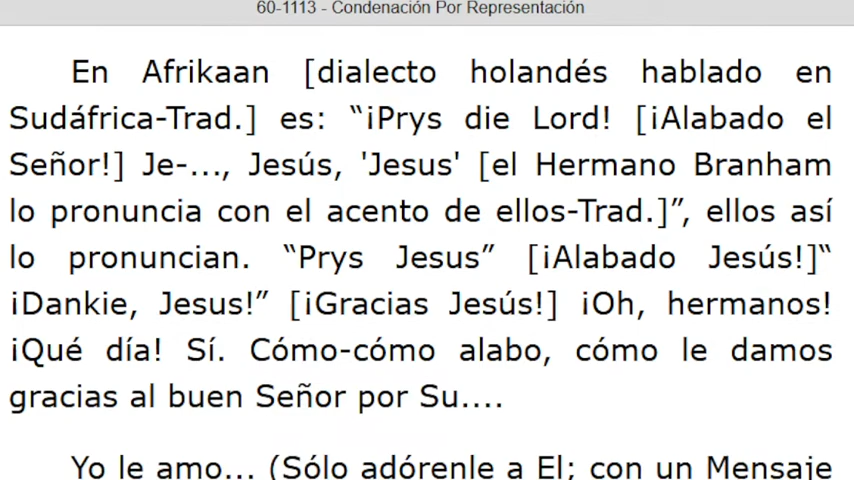 60-1113 - Condenación Por Representación
En Afrikaan [dialecto holandés hablado en
Sudáfrica-Trad.] es: “¡Prys die Lord! [¡Alabado el
Señor!] Je-..., Jesús, 'Jesus' [el Hermano Branham
lo pronuncia con el acento de ellos-Trad.]”, ellos así
lo pronuncian. “Prys Jesus” [¡Alabado Jesús!]“
¡Dankie, Jesus!” [¡Gracias Jesús!] ¡Oh, hermanos!
¡Qué día! Sí. Cómo-cómo alabo, cómo le damos
gracias al buen Señor por Su....
Yo le amo... (Sólo adórenle a El; con un Mensaje